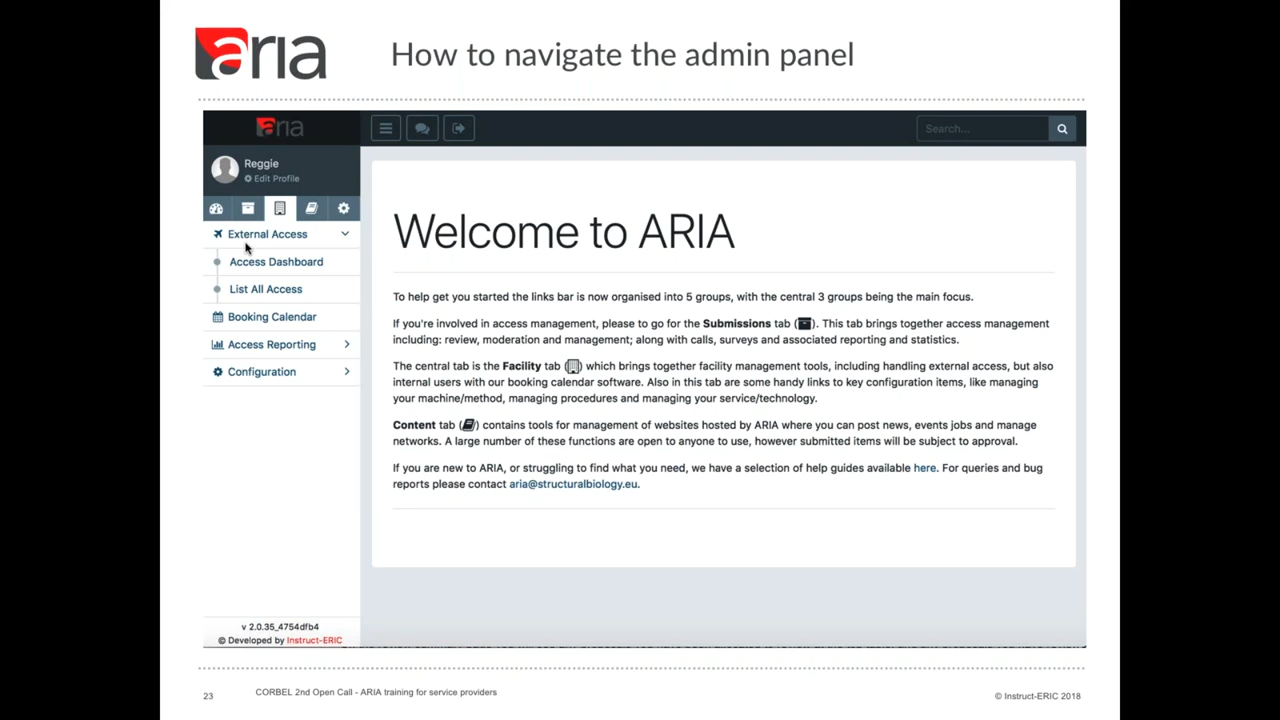 aria
How to navigate the admin panel
aria
Search...
Reggie
Edit Profile
External Access
Access Dashboard
List All Access
Booking Calendar
Access Reporting
Configuration
Welcome to ARIA
To help get you started the links bar is now organised into 5 groups, with the central 3 groups being the main focus.
If you're involved in access management, please to go for the Submissions tab ( ). This tab brings together access management
including: review, moderation and management; along with calls, surveys and associated reporting and statistics.
The central tab is the Facility tab ( ) which brings together facility management tools, including handling external access, but also
internal users with our booking calendar software. Also in this tab are some handy links to key configuration items, like managing
your machine/method, managing procedures and managing your service/technology.
Content tab ( ) contains tools for management of websites hosted by ARIA where you can post news, events jobs and manage
networks. A large number of these functions are open to anyone to use, however submitted items will be subject to approval.
If you are new to ARIA, or struggling to find what you need, we have a selection of help guides available here. For queries and bug
reports please contact aria@structuralbiology.eu.
v 2.0.35_4754dfb4
© Developed by Instruct-ERIC
23
CORBEL 2nd Open Call - ARIA training for service providers
© Instruct-ERIC 2018